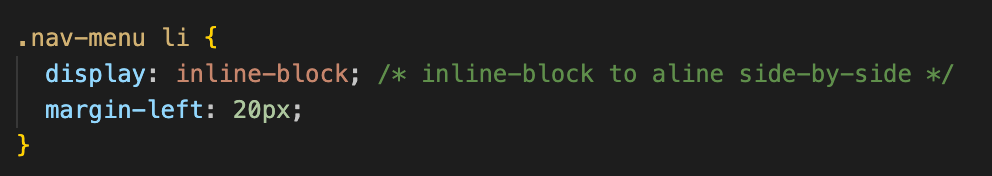 .nav-menu li {
  display: inline-block; /* inline-block to aline side-by-side */
  margin-left: 20px;
}